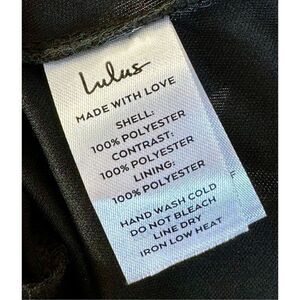 Lulus
MADE WITH LOVE
SHELL:
100% POLYESTER
CONTRAST:
100% POLYESTER
LINING:
100% POLYESTER
HAND WASH COLD
DO NOT BLEACH
LINE DRY
IRON LOW HEAT